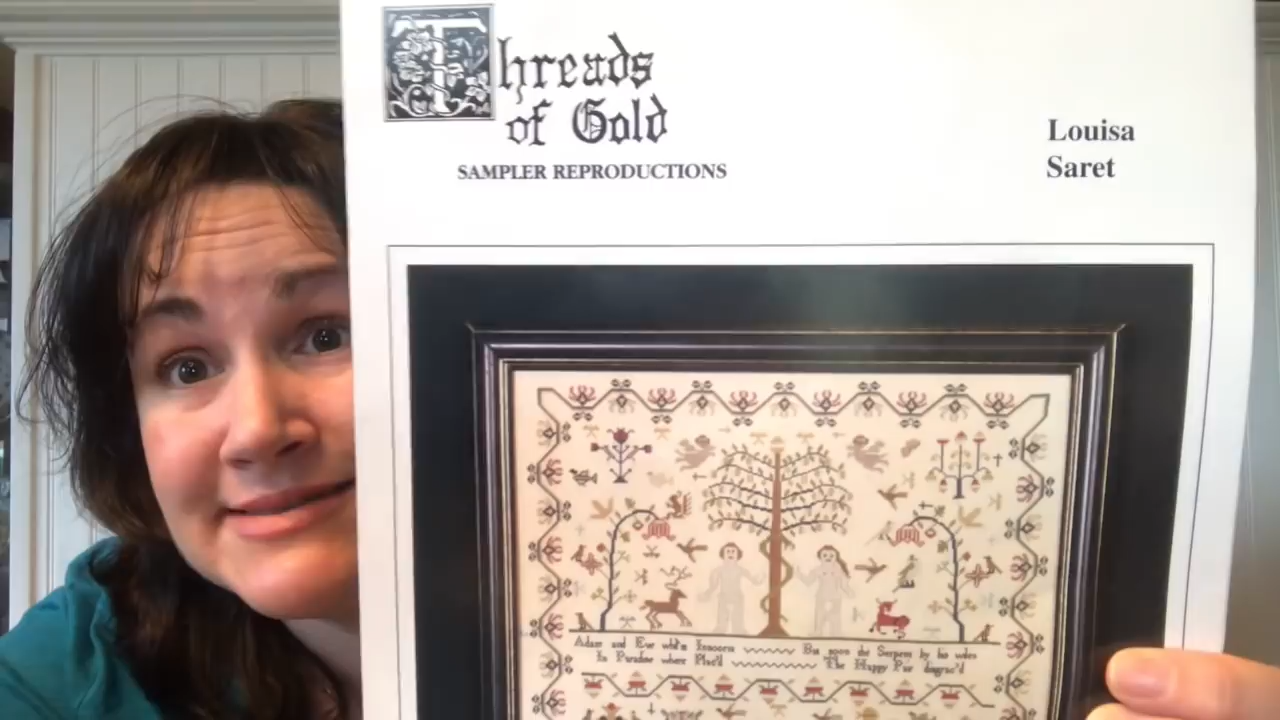 Threads
of Gold
SAMPLER REPRODUCTIONS
Louisa
Saret
Adam and Eve whil'st Innocent
In Paradise where Plac'd
But soon the Serpent by his wiles
The Happy Pair disgrac'd